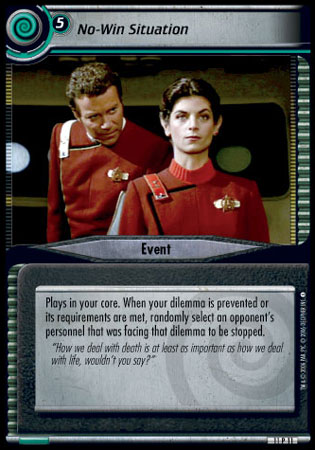 5 No-Win Situation
Event
Plays in your core. When your dilemma is prevented or
its requirements are met, randomly select an opponent's
personnel that was facing that dilemma to be stopped.
"How we deal with death is at least as important as how we deal
with life, wouldn't you say?"
11 P 11